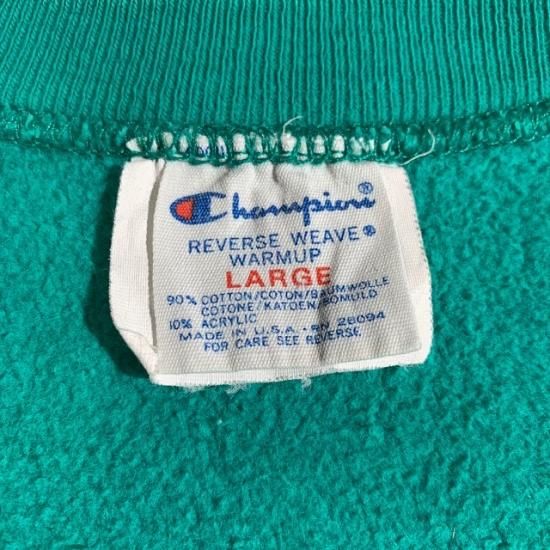 Champion®
REVERSE WEAVE®
WARMUP
LARGE
90% COTTON/COTON/BAUMWOLLE
COTONE/KATOEN/BOMULD
10% ACRYLIC
MADE IN U.S.A. - RN 26094
FOR CARE SEE REVERSE.